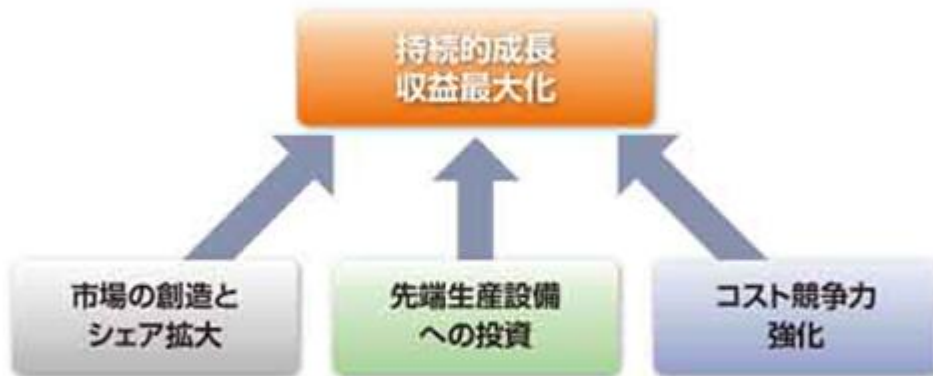 持続的成長
収益最大化
市場の創造と
シェア拡大
先端生産設備
への投資
コスト競争力
強化